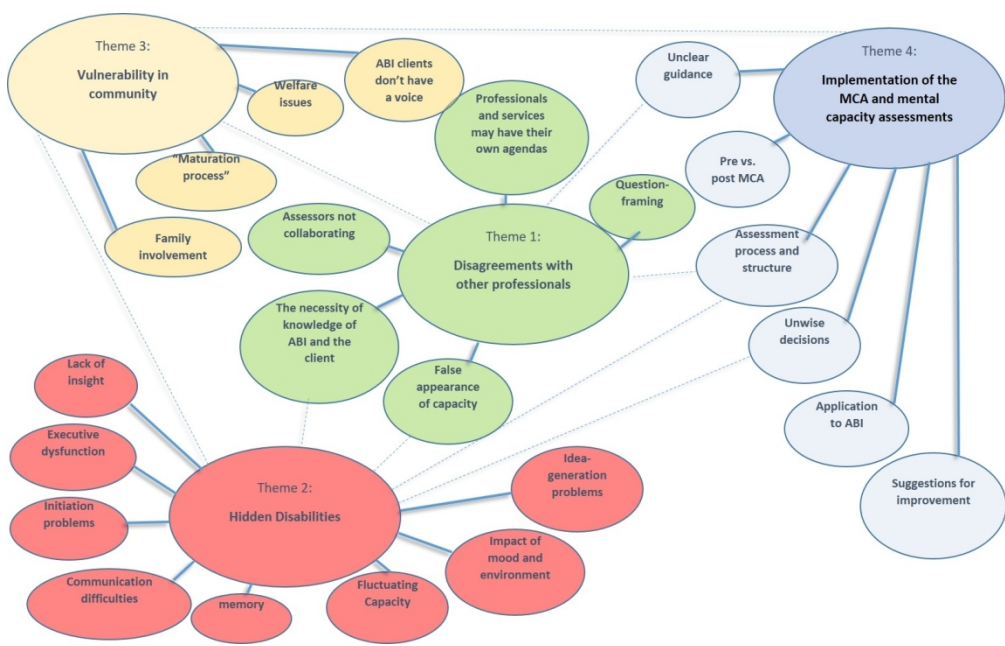 Theme 3:
Vulnerability in
community
ABI clients
don’t have
a voice
Welfare
issues
“Maturation
process”
Family
involvement
Unclear
guidance
Theme 4:
Implementation of the
MCA and mental
capacity assessments
Professionals
and services
may have their
own agendas
Pre vs.
post MCA
Question-
framing
Assessors not
collaborating
Theme 1:
Disagreements with
other professionals
Assessment
process and
structure
The necessity of
knowledge of
ABI and the
client
False
appearance
of capacity
Unwise
decisions
Application
to ABI
Suggestions for
improvement
Lack of
insight
Executive
dysfunction
Initiation
problems
Communication
difficulties
memory
Theme 2:
Hidden Disabilities
Fluctuating
Capacity
Impact of
mood and
environment
Idea-
generation
problems